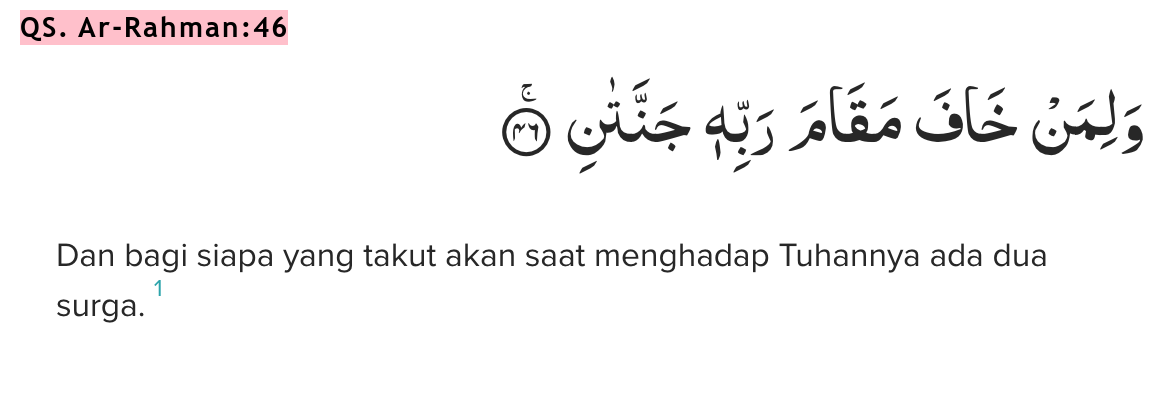 QS. Ar-Rahman:46
وَلِمَنْ خَافَ مَقَامَ رَبِّهٖ جَنَّتٰنِ ۚ ۴۶
Dan bagi siapa yang takut akan saat menghadap Tuhannya ada dua
surga. 1